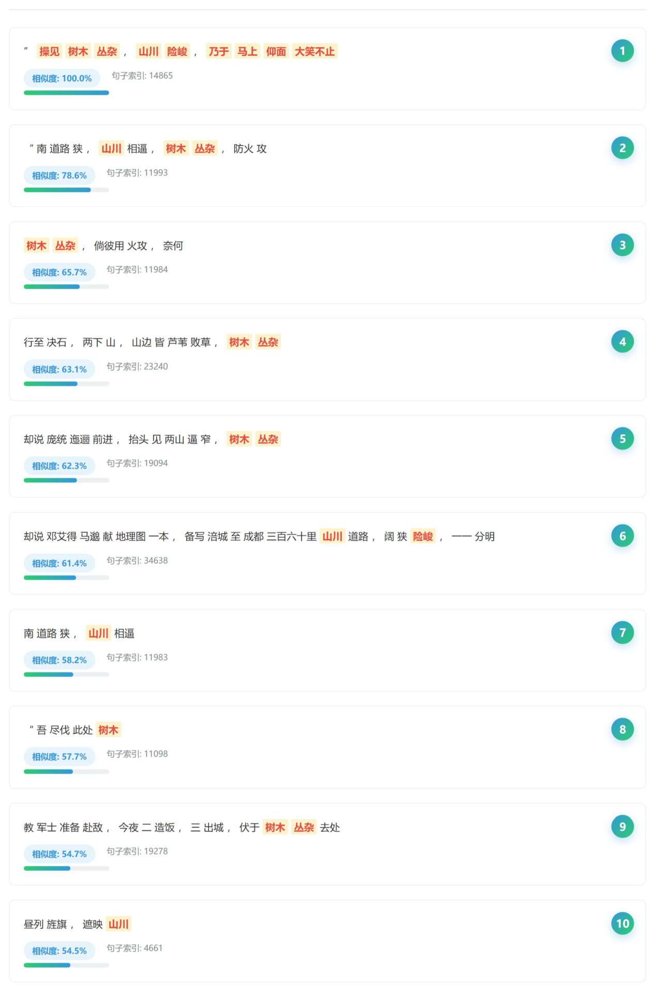 ” 操见 树木 丛杂 ， 山川 险峻 ， 乃于 马上 仰面 大笑不止
1
相似度: 100.0% 句子索引: 14865
“ 南 道路 狭 ， 山川 相逼 ， 树木 丛杂 ， 防火 攻
2
相似度: 78.6% 句子索引: 11993
树木 丛杂 ， 倘彼用 火攻 ， 奈何
3
相似度: 65.7% 句子索引: 11984
行至 决石 ， 两下 山 ， 山边 皆 芦苇 败草 ， 树木 丛杂
4
相似度: 63.1% 句子索引: 23240
却说 庞统 迤逦 前进 ， 抬头 见 两山 逼 窄 ， 树木 丛杂
5
相似度: 62.3% 句子索引: 19094
却说 邓艾得 马邈 献 地理图 一本 ， 备写 涪城 至 成都 三百六十里 山川 道路 ， 阔 狭 险峻 ， 一一 分明
6
相似度: 61.4% 句子索引: 34638
南 道路 狭 ， 山川 相逼
7
相似度: 58.2% 句子索引: 11983
“ 吾 尽伐 此处 树木
8
相似度: 57.7% 句子索引: 11098
教 军士 准备 赴敌 ， 今夜 二 造饭 ， 三 出城 ， 伏于 树木 丛杂 去处
9
相似度: 54.7% 句子索引: 19278
昼列 旌旗 ， 遮映 山川
10
相似度: 54.5% 句子索引: 4661